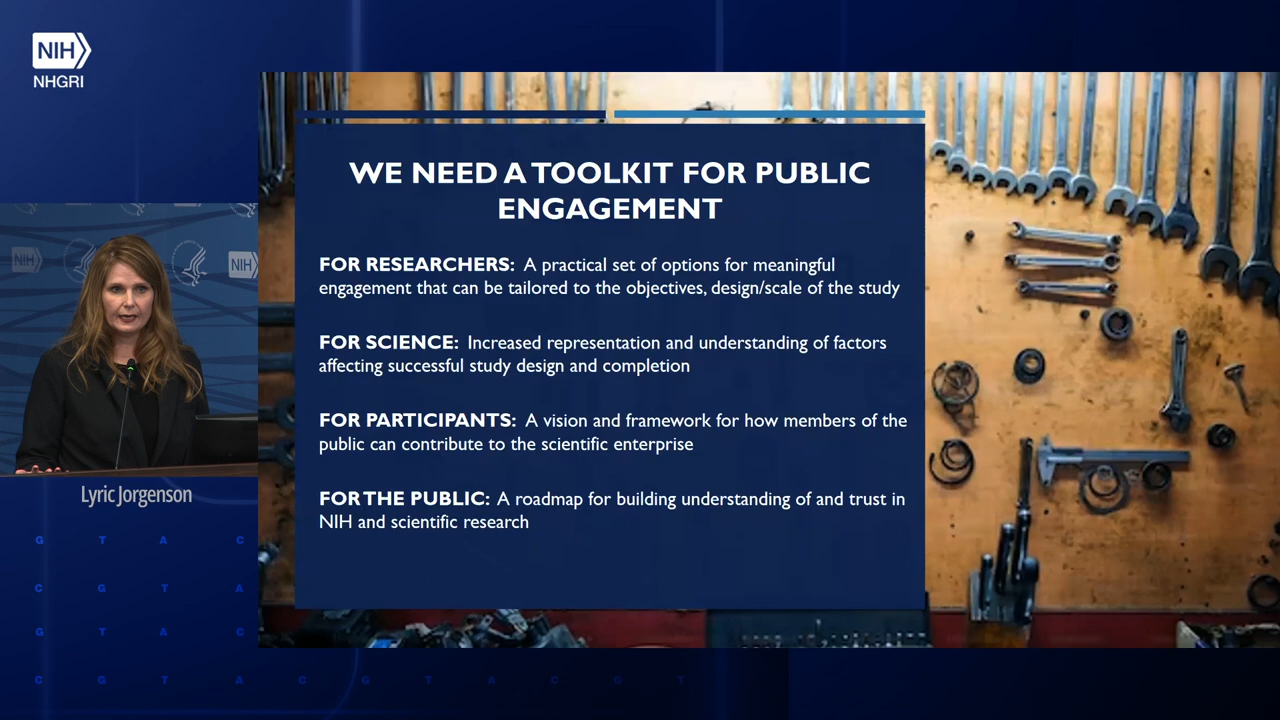 NIH
NHGRI
WE NEED A TOOLKIT FOR PUBLIC
ENGAGEMENT
FOR RESEARCHERS: A practical set of options for meaningful
engagement that can be tailored to the objectives, design/scale of the study
FOR SCIENCE: Increased representation and understanding of factors
affecting successful study design and completion
FOR PARTICIPANTS: A vision and framework for how members of the
public can contribute to the scientific enterprise
FOR THE PUBLIC: A roadmap for building understanding of and trust in
NIH and scientific research
NIH
NIH
Lyric Jorgenson
G T A C
C G T A
G T A C
C G T A C G T A C G T